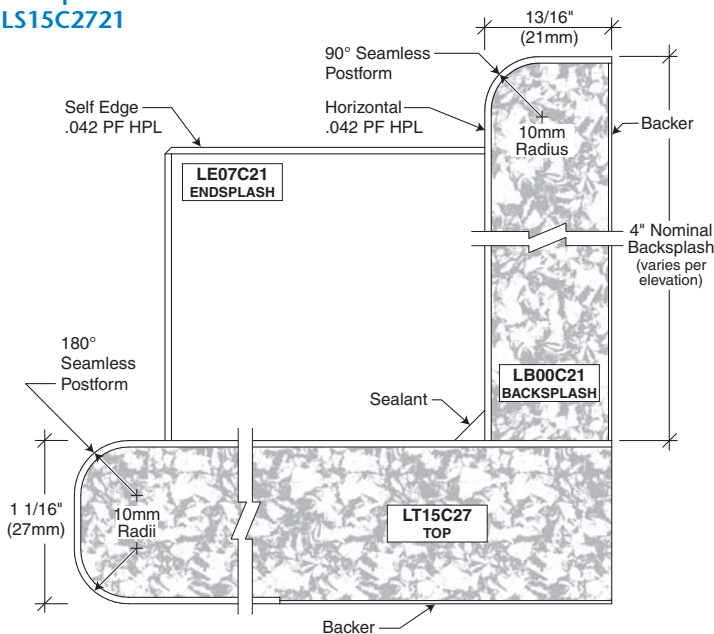 LS15C2721
13/16"
(21mm)
90° Seamless
Postform
Self Edge
.042 PF HPL
Horizontal
.042 PF HPL
10mm
Radius
Backer
LE07C21
ENDSPLASH
4" Nominal
Backsplash
(varies per
elevation)
180°
Seamless
Postform
LB00C21
BACKSPLASH
Sealant
1 1/16"
(27mm)
10mm
Radii
LT15C27
TOP
Backer